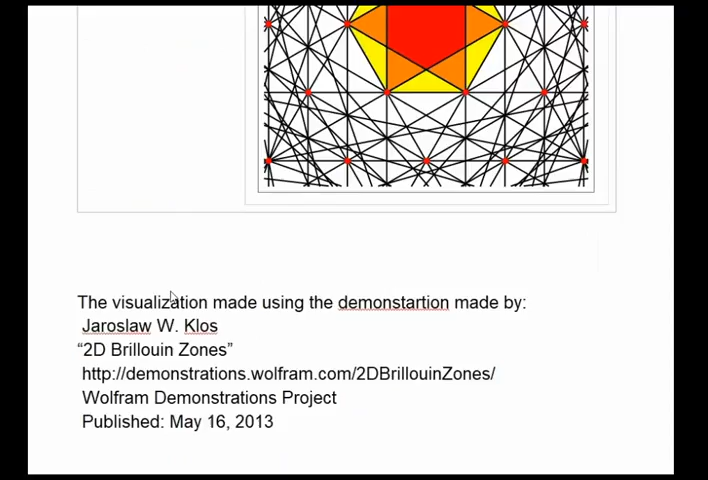 The visualization made using the demonstartion made by:
Jaroslaw W. Klos
“2D Brillouin Zones”
http://demonstrations.wolfram.com/2DBrillouinZones/
Wolfram Demonstrations Project
Published: May 16, 2013